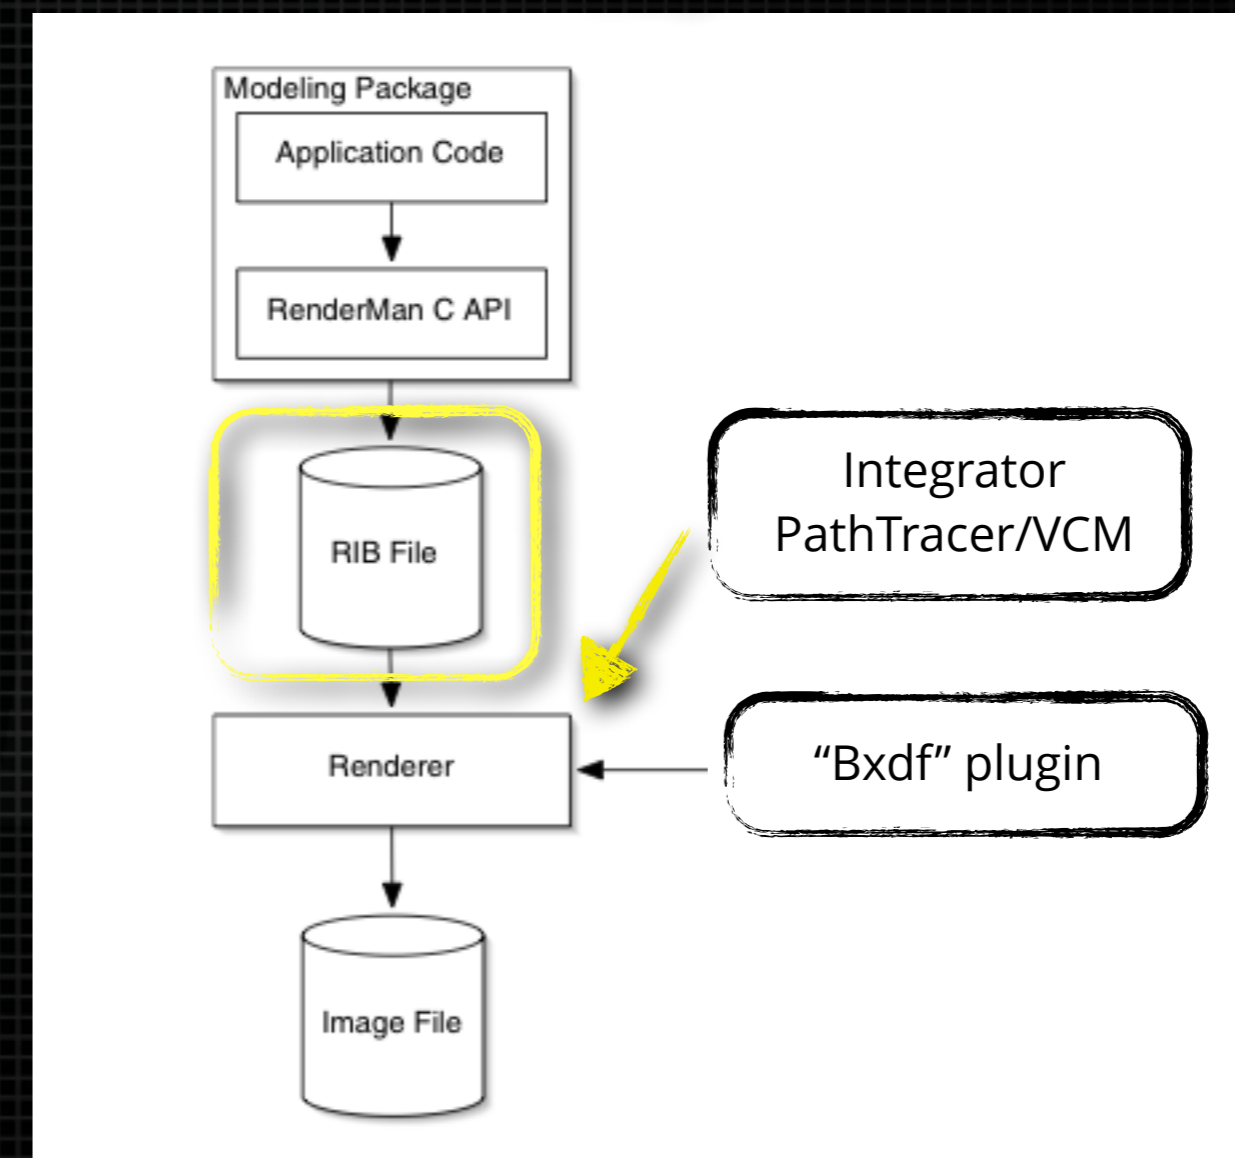 Modeling Package
Application Code
RenderMan C API
RIB File
Integrator
PathTracer/VCM
Renderer
“Bxdf” plugin
Image File